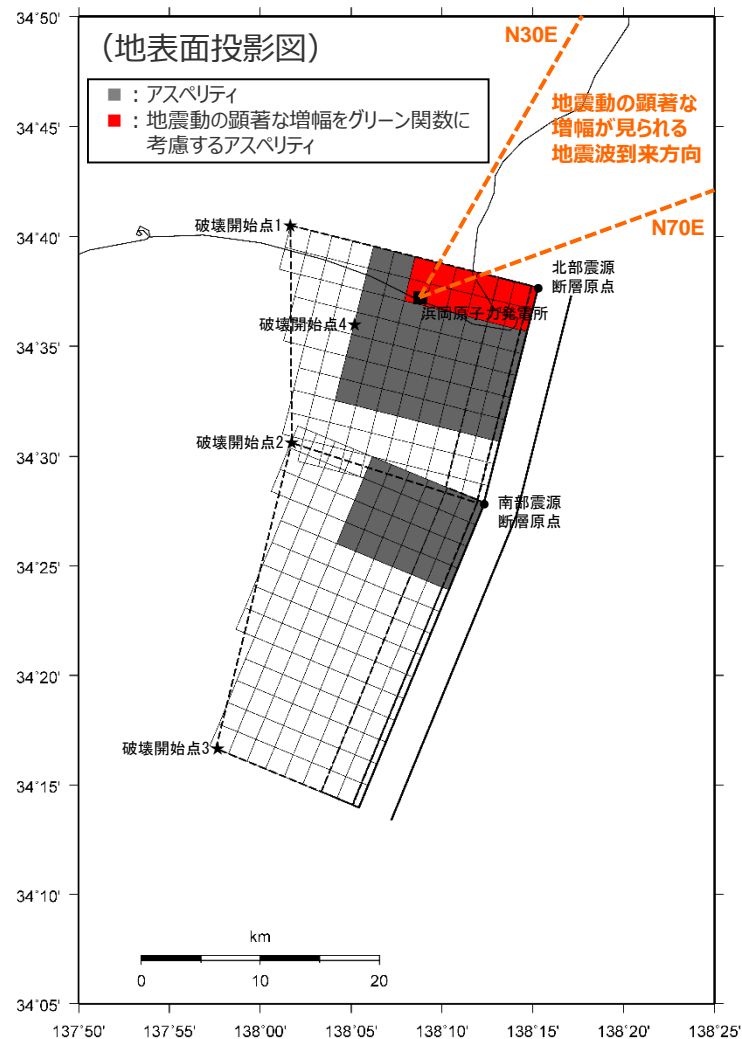 34°50'
(地表面投影図)
N30E
■ : アスペリティ
■ : 地震動の顕著な増幅をグリーン関数に
考慮するアスペリティ
地震動の顕著な
増幅が見られる
地震波到来方向
34°45'
N70E
34°40'
破壊開始点1★
北部震源
断層原点
浜岡原子力発電所
破壊開始点4★
34°35'
破壊開始点2★
34°30'
南部震源
断層原点
34°25'
34°20'
破壊開始点3★
34°15'
34°10'
km
0 10 20
34°05'
137°50' 137°55' 138°00' 138°05' 138°10' 138°15' 138°20' 138°25'